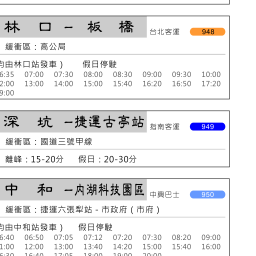 林 口 – 板 橋 台北客運 948
緩衝區：高公局
均由林口站發車） 假日停駛
6:35 07:00 07:30 08:00 08:30 09:00 09:30 10:00
2:00 13:00 14:00 15:00 15:40 16:20 16:50 17:20
9:00
深 坑 –捷運古亭站 指南客運 949
緩衝區：國道三號甲線
離峰：15-20分 假日：20-30分
中 和 –內湖科技園區 中興巴士 950
緩衝區：捷運六張犁站－市政府（市府）
均由中和站發車） 假日停駛
6:40 06:50 07:05 07:12 07:20 07:30 08:20 09:00
1:00 12:00 13:00 13:40 14:20 15:00 15:40 16:00